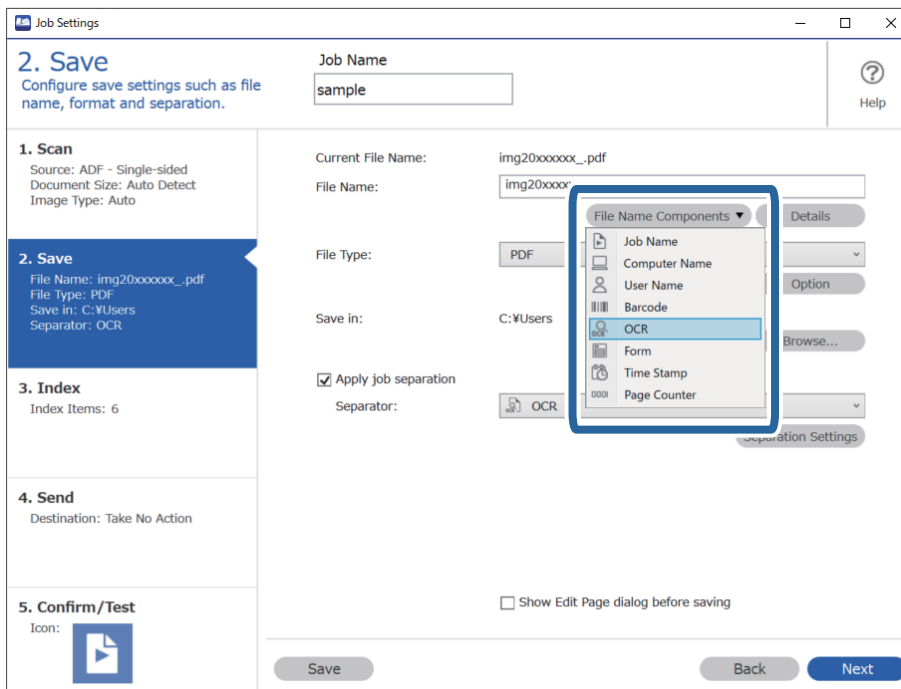 Job Settings
2. Save
Configure save settings such as file
name, format and separation.
Job Name
sample
Help
1. Scan
Source: ADF - Single-sided
Document Size: Auto Detect
Image Type: Auto
2. Save
File Name: img20xxxxxx_.pdf
File Type: PDF
Save in: C:¥Users
Separator: OCR
3. Index
Index Items: 6
4. Send
Destination: Take No Action
5. Confirm/Test
Icon:
Current File Name: img20xxxxxx_.pdf
File Name: img20xxxx
File Name Components ▼ Details
File Type: PDF
Job Name
Computer Name
User Name
Option
Barcode
Save in: C:¥Users
OCR
Browse...
Form
Time Stamp
0001 Page Counter
Apply job separation
Separator: OCR
Separation Settings
Show Edit Page dialog before saving
Save Back Next